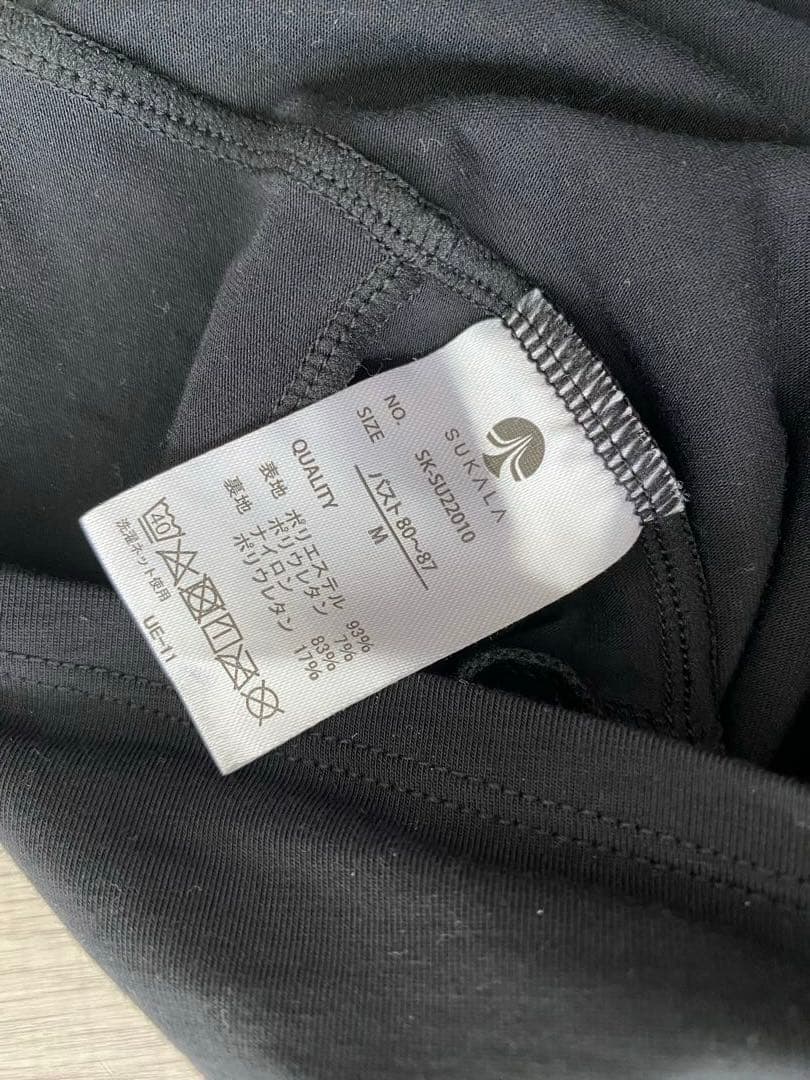 SUKALA
NO. SK-SU22010
SIZE バスト80〜87
M
QUALITY
表地 ポリエステル 93%
ポリウレタン 7%
裏地 ナイロン 83%
ポリウレタン 17%
40
洗濯ネット使用
UE-11